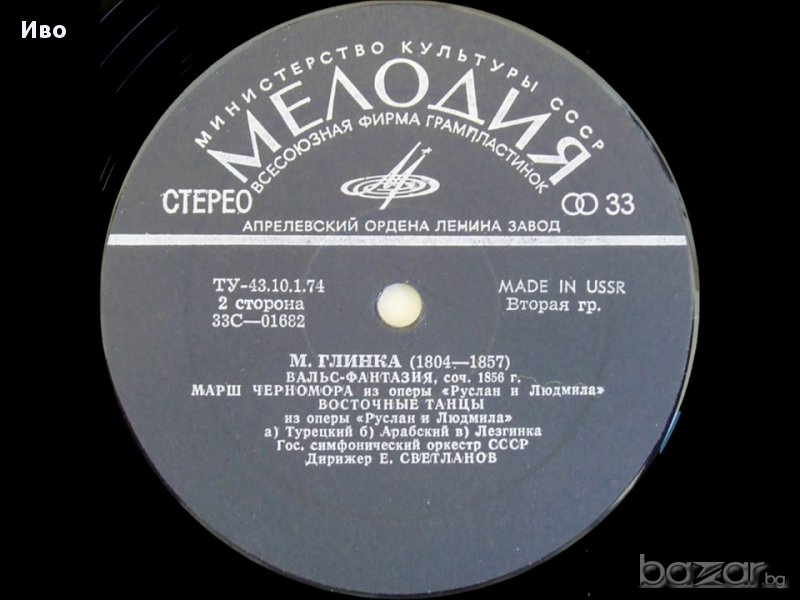 Иво
МИНИСТЕРСТВО КУЛЬТУРЫ СССР
МЕЛОДИЯ
ВСЕСОЮЗНАЯ ФИРМА ГРАМПЛАСТИНОК
СТЕРЕО
33
АПРЕЛЕВСКИЙ ОРДЕНА ЛЕНИНА ЗАВОД
ТУ-43.10.1.74
2 сторона
33С—01682
MADE IN USSR
Вторая гр.
М. ГЛИНКА (1804—1857)
ВАЛЬС-ФАНТАЗИЯ, соч. 1856 г.
МАРШ ЧЕРНОМОРА из оперы «Руслан и Людмила»
ВОСТОЧНЫЕ ТАНЦЫ
из оперы «Руслан и Людмила»
а) Турецкий б) Арабский в) Лезгинка
Гос. симфонический оркестр СССР
Дирижер Е. СВЕТЛАНОВ
bazar.bg